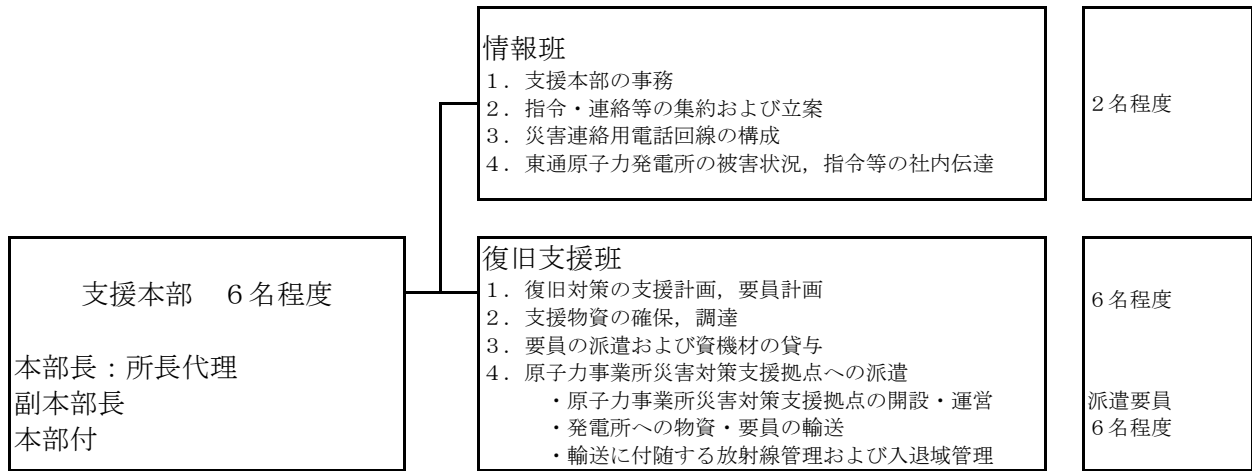 情報班
１．支援本部の事務
２．指令・連絡等の集約および立案
３．災害連絡用電話回線の構成
４．東通原子力発電所の被害状況，指令等の社内伝達
２名程度
支援本部　６名程度
本部長：所長代理
副本部長
本部付
復旧支援班
１．復旧対策の支援計画，要員計画
２．支援物資の確保，調達
３．要員の派遣および資機材の貸与
４．原子力事業所災害対策支援拠点への派遣
・原子力事業所災害対策支援拠点の開設・運営
・発電所への物資・要員の輸送
・輸送に付随する放射線管理および入退域管理
６名程度
派遣要員
６名程度